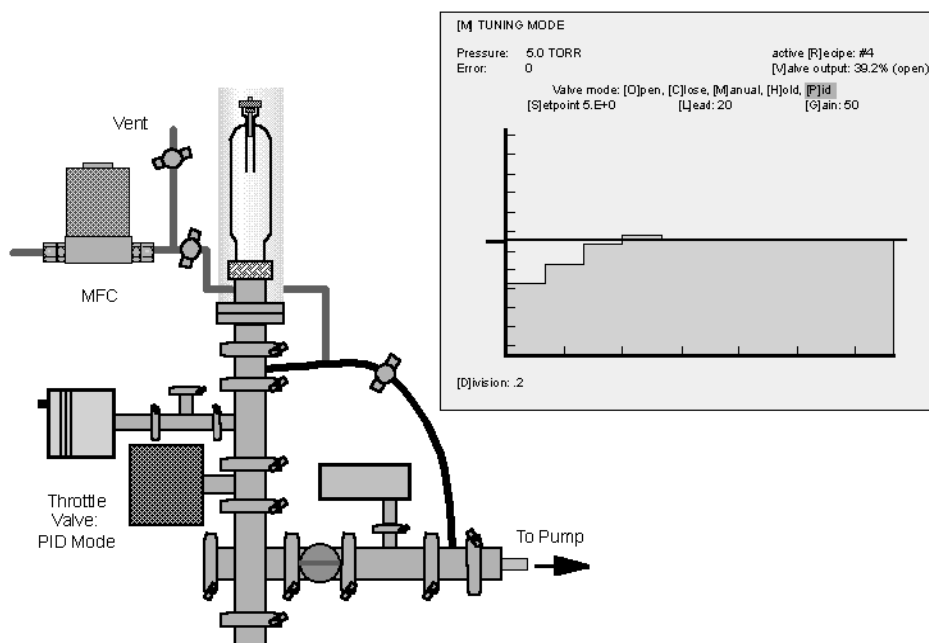 [M] TUNING MODE
Pressure: 5.0 TORR active [R]ecipe: #4
Error: 0 [V]alve output: 39.2% (open)
Valve mode: [O]pen, [C]lose, [M]anual, [H]old, [P]id
[S]etpoint 5.E+0 [L]ead: 20 [G]ain: 50
[D]ivision: .2
Vent
MFC
Throttle
Valve:
PID Mode
To Pump